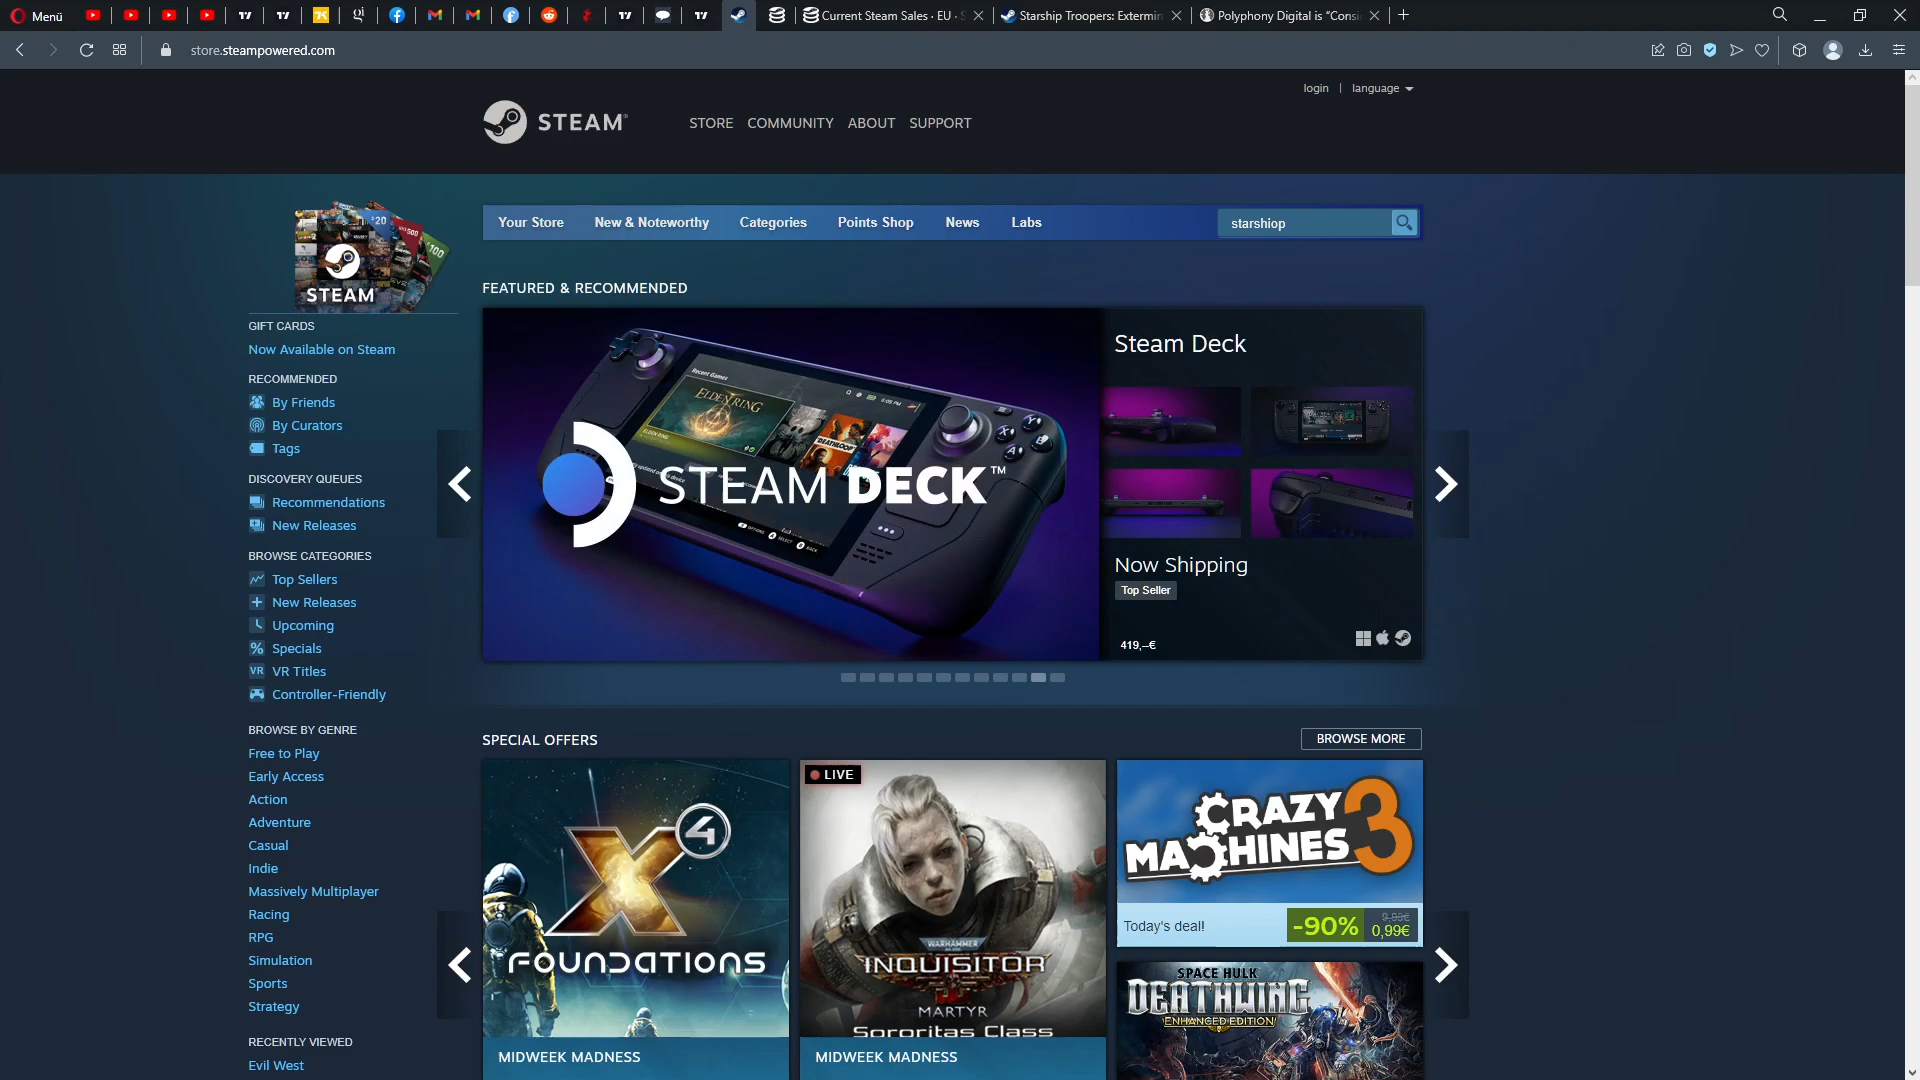 Menü
Current Steam Sales · EU · S
Starship Troopers: Extermin
Polyphony Digital is “Consi
store.steampowered.com
login | language
STEAM®
STORE COMMUNITY ABOUT SUPPORT
Your Store New & Noteworthy Categories Points Shop News Labs
starshiop
STEAM
GIFT CARDS
Now Available on Steam
RECOMMENDED
By Friends
By Curators
Tags
DISCOVERY QUEUES
Recommendations
New Releases
BROWSE CATEGORIES
Top Sellers
New Releases
Upcoming
Specials
VR VR Titles
Controller-Friendly
BROWSE BY GENRE
Free to Play
Early Access
Action
Adventure
Casual
Indie
Massively Multiplayer
Racing
RPG
Simulation
Sports
Strategy
RECENTLY VIEWED
Evil West
FEATURED & RECOMMENDED
Recent Games
ELDEN RING
DEATHLOOP
STEAM DECK™
Steam Deck
Now Shipping
Top Seller
419,--€
SPECIAL OFFERS
BROWSE MORE
X4
FOUNDATIONS
MIDWEEK MADNESS
LIVE
WARHAMMER
INQUISITOR
MARTYR
Sororitas Class
MIDWEEK MADNESS
CRAZY
MACHINES 3
Today's deal!
-90%
9,99€
0,99€
SPACE HULK
DEATHWING
ENHANCED EDITION